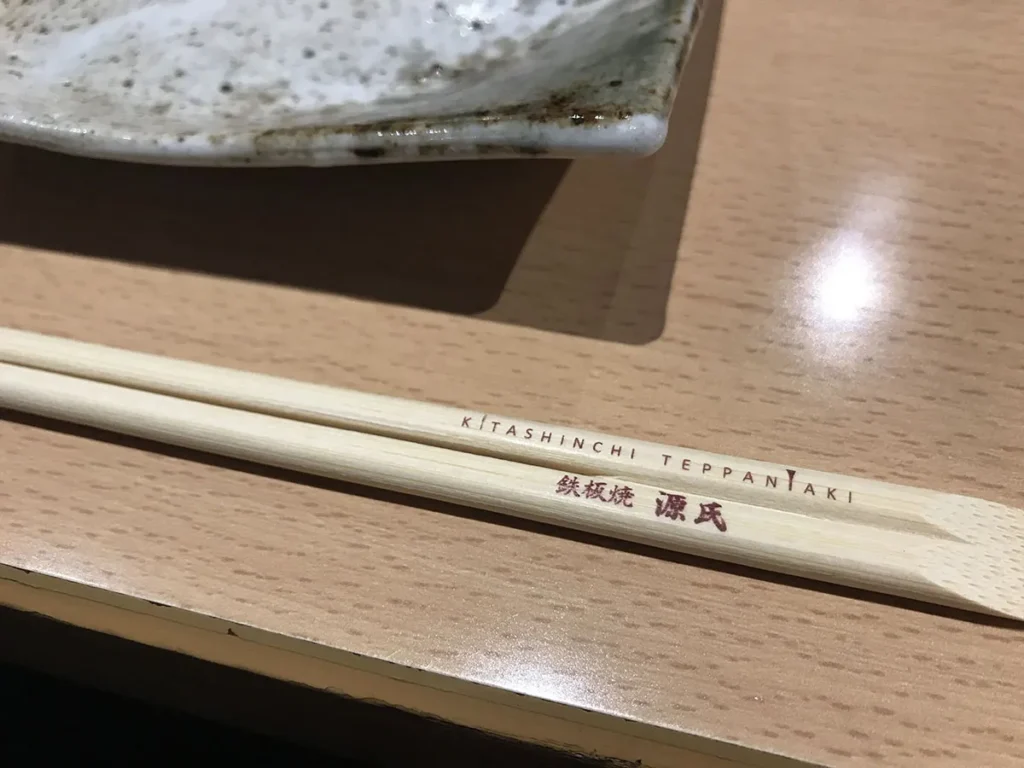 KITASHINCHI TEPPANYAKI
鉄板焼 源氏